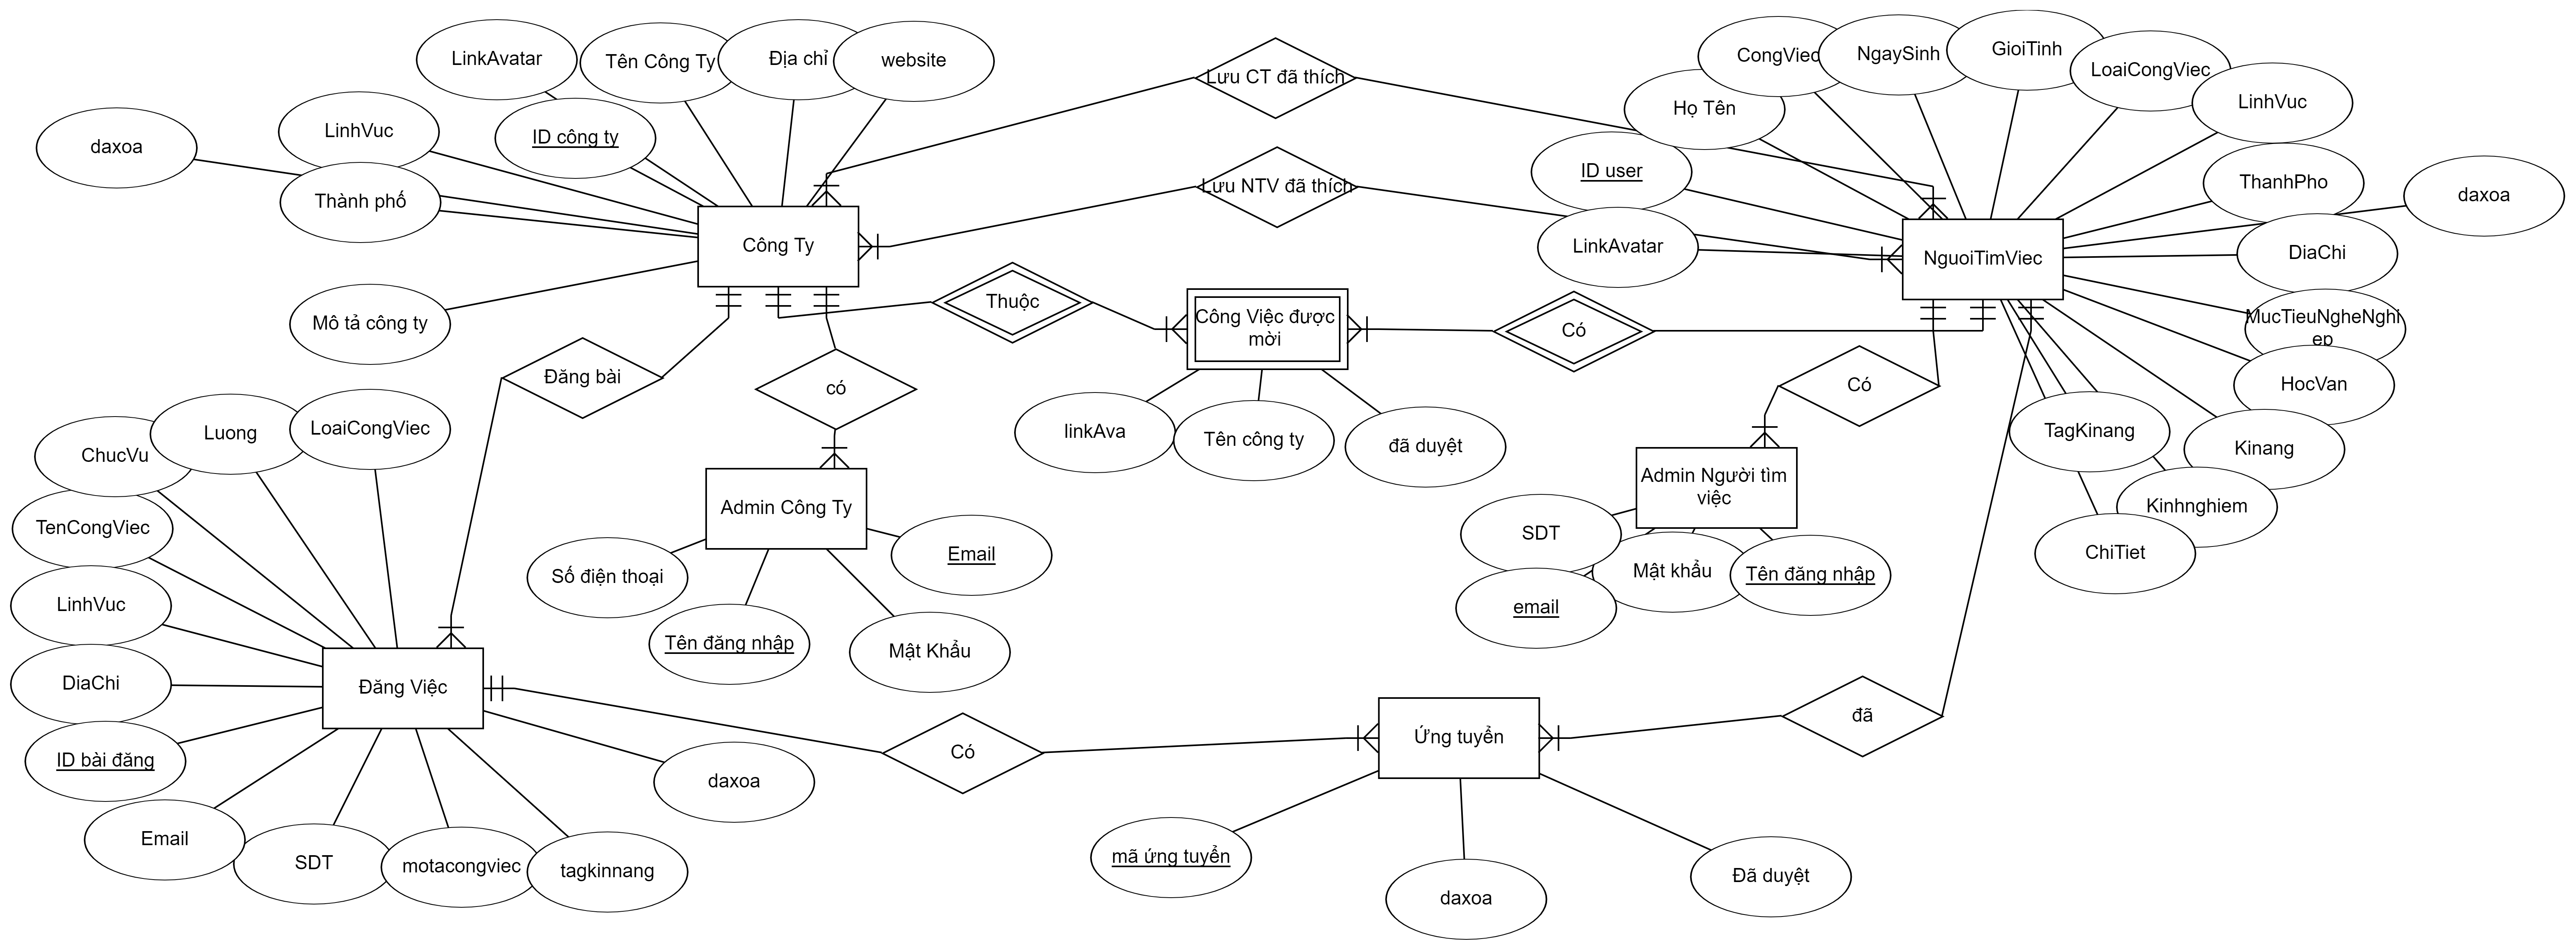 LinkAvatar
Tên Công Ty
Địa chỉ
website
daxoa
LinhVuc
ID công ty
Thành phố
Công Ty
Mô tả công ty
Lưu CT đã thích
Lưu NTV đã thích
CongViec
NgaySinh
GioiTinh
LoaiCongViec
LinhVuc
Họ Tên
ID user
LinkAvatar
NguoiTimViec
ThanhPho
daxoa
DiaChi
MucTieuNgheNghi
ep
HocVan
Kinang
TagKinang
Kinhnghiem
ChiTiet
Thuộc
Công Việc được
mời
Có
linkAva
Tên công ty
đã duyệt
Đăng bài
có
Có
Admin Công Ty
Số điện thoại
Tên đăng nhập
Mật Khẩu
Email
Admin Người tìm
việc
SDT
email
Mật khẩu
Tên đăng nhập
ChucVu
Luong
LoaiCongViec
TenCongViec
LinhVuc
DiaChi
ID bài đăng
Đăng Việc
Email
SDT
motacongviec
tagkinnang
daxoa
Có
Ứng tuyển
đã
mã ứng tuyển
daxoa
Đã duyệt